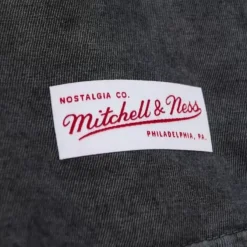 NOSTALGIA CO.
Mitchell & Ness
PHILADELPHIA, PA.